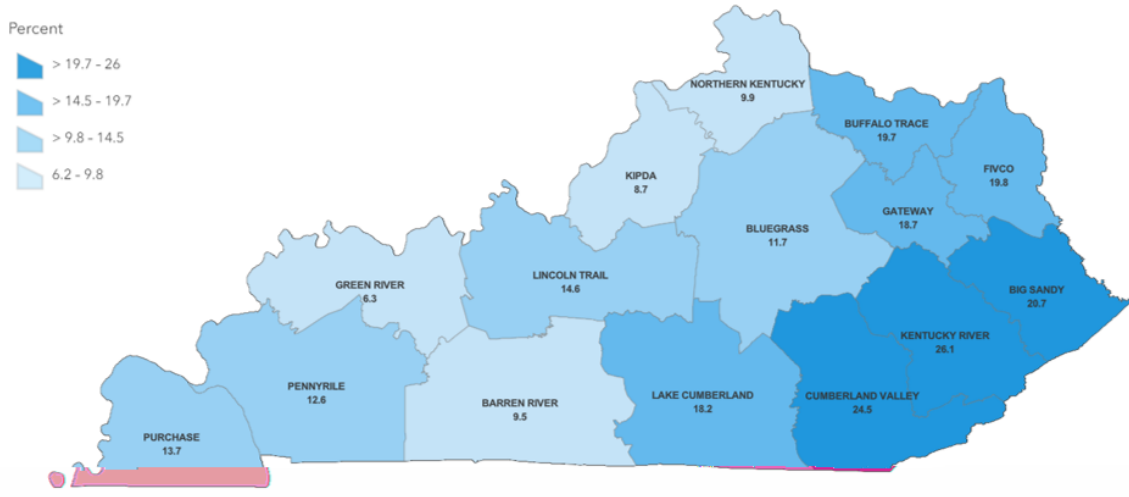 Percent
> 19.7 - 26
> 14.5 - 19.7
> 9.8 - 14.5
6.2 - 9.8
NORTHERN KENTUCKY
9.9
BUFFALO TRACE
19.7
FIVCO
19.8
KIPDA
8.7
GATEWAY
18.7
BLUEGRASS
11.7
LINCOLN TRAIL
14.6
GREEN RIVER
6.3
BIG SANDY
20.7
KENTUCKY RIVER
26.1
PENNYRILE
12.6
LAKE CUMBERLAND
18.2
CUMBERLAND VALLEY
24.5
BARREN RIVER
9.5
PURCHASE
13.7